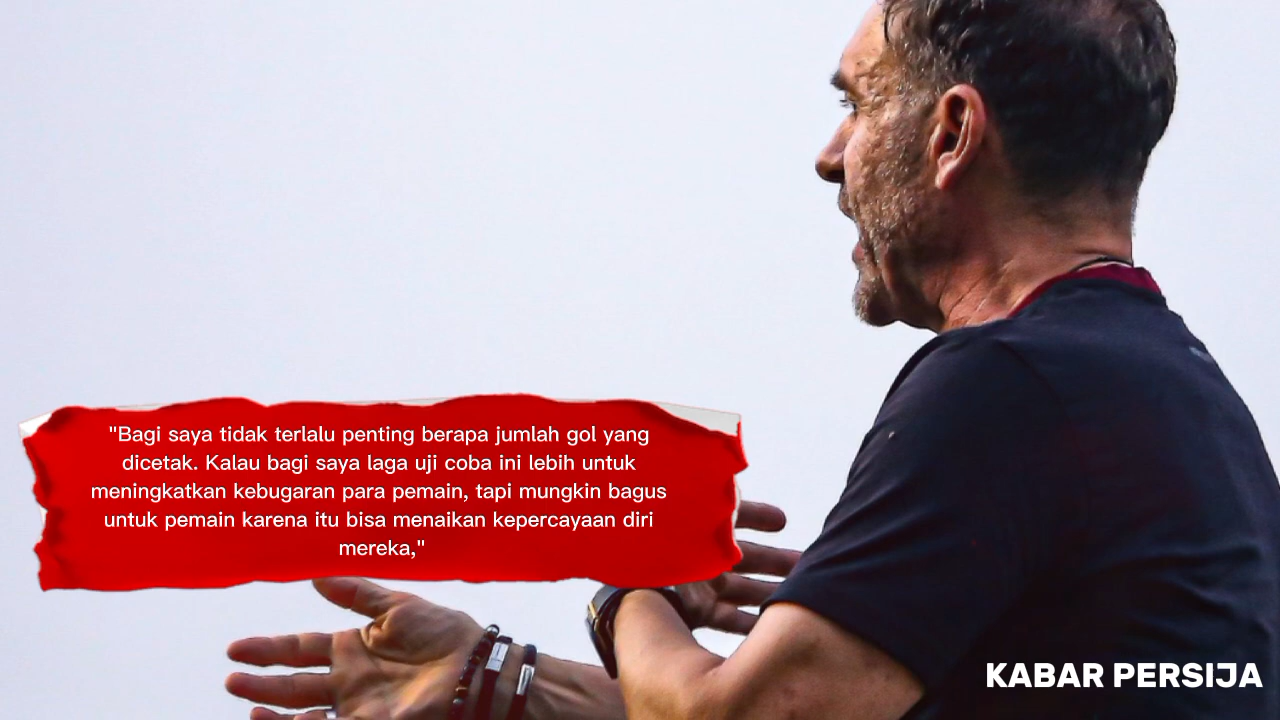 "Bagi saya tidak terlalu penting berapa jumlah gol yang
dicetak. Kalau bagi saya laga uji coba ini lebih untuk
meningkatkan kebugaran para pemain, tapi mungkin bagus
untuk pemain karena itu bisa menaikan kepercayaan diri
mereka,"
KABAR PERSIJA